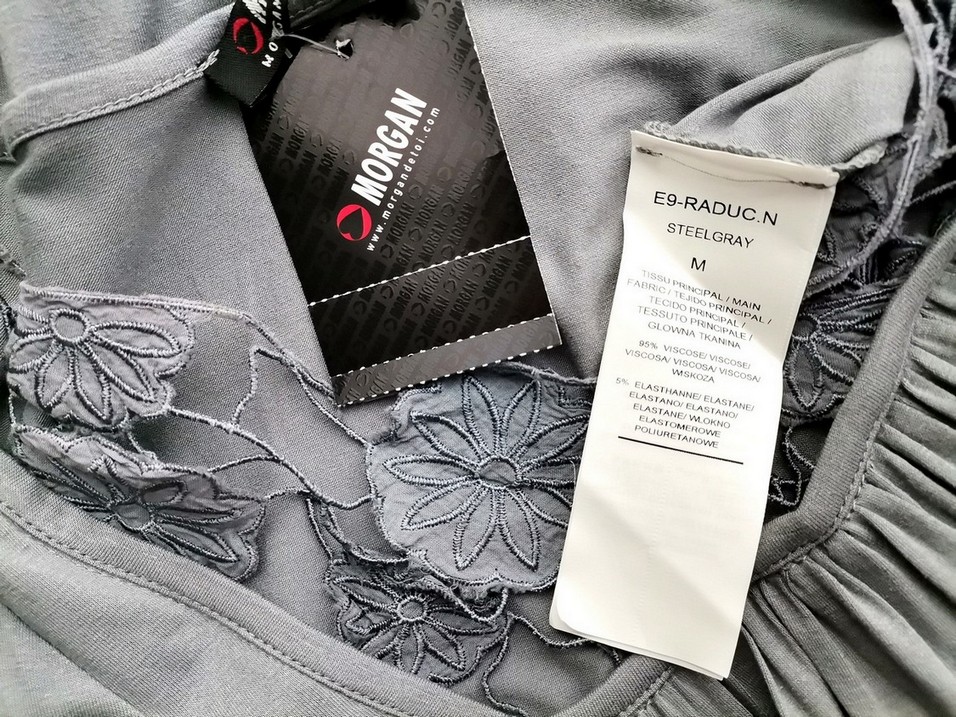 MORGAN
MORGAN
www.morgandetoi.com
E9-RADUC.N
STEELGRAY
M
TISSU PRINCIPAL / MAIN
FABRIC / TEJIDO PRINCIPAL /
TECIDO PRINCIPAL /
TESSUTO PRINCIPALE /
GLOWNA TKANINA
95% VISCOSE/ VISCOSE/
VISCOSA/ VISCOSA/ VISCOSA/
WISKOZA
5% ELASTHANNE/ ELASTANE/
ELASTANO/ ELASTANO/
ELASTANE/ WLOKNO
ELASTOMEROWE
POLIURETANOWE